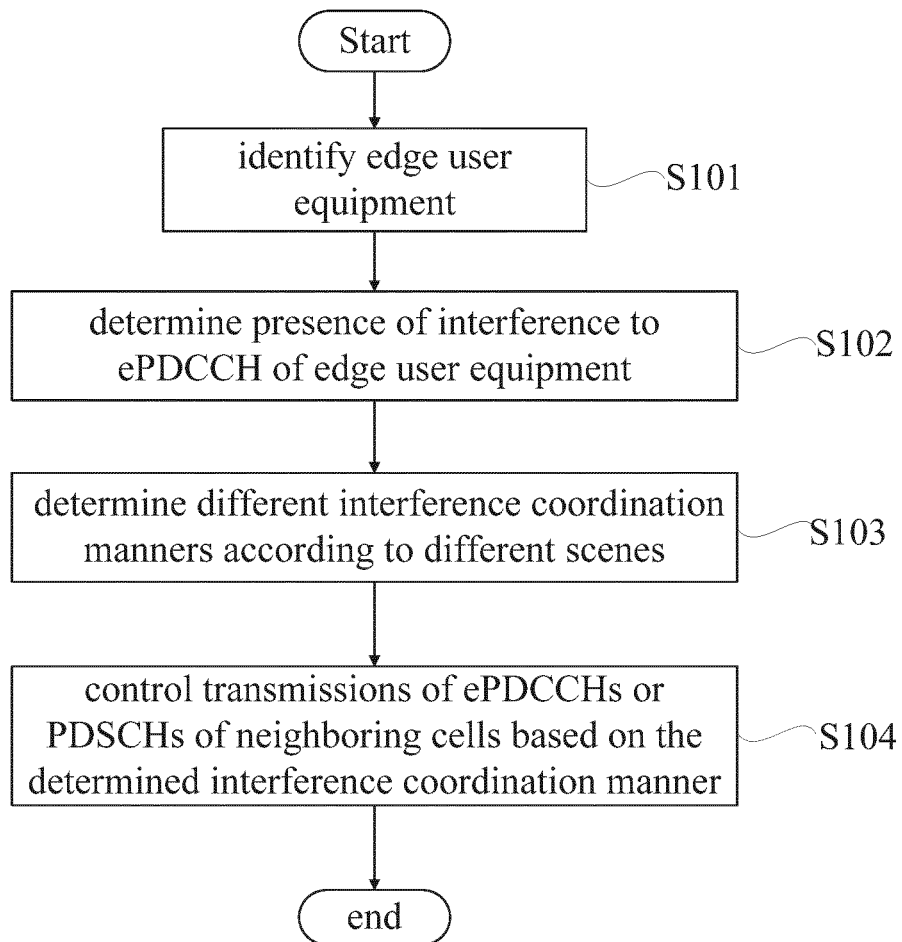 Start
identify edge user
equipment
S101
determine presence of interference to
ePDCCH of edge user equipment
S102
determine different interference coordination
manners according to different scenes
S103
control transmissions of ePDCCHs or
PDSCHs of neighboring cells based on the
determined interference coordination manner
S104
end